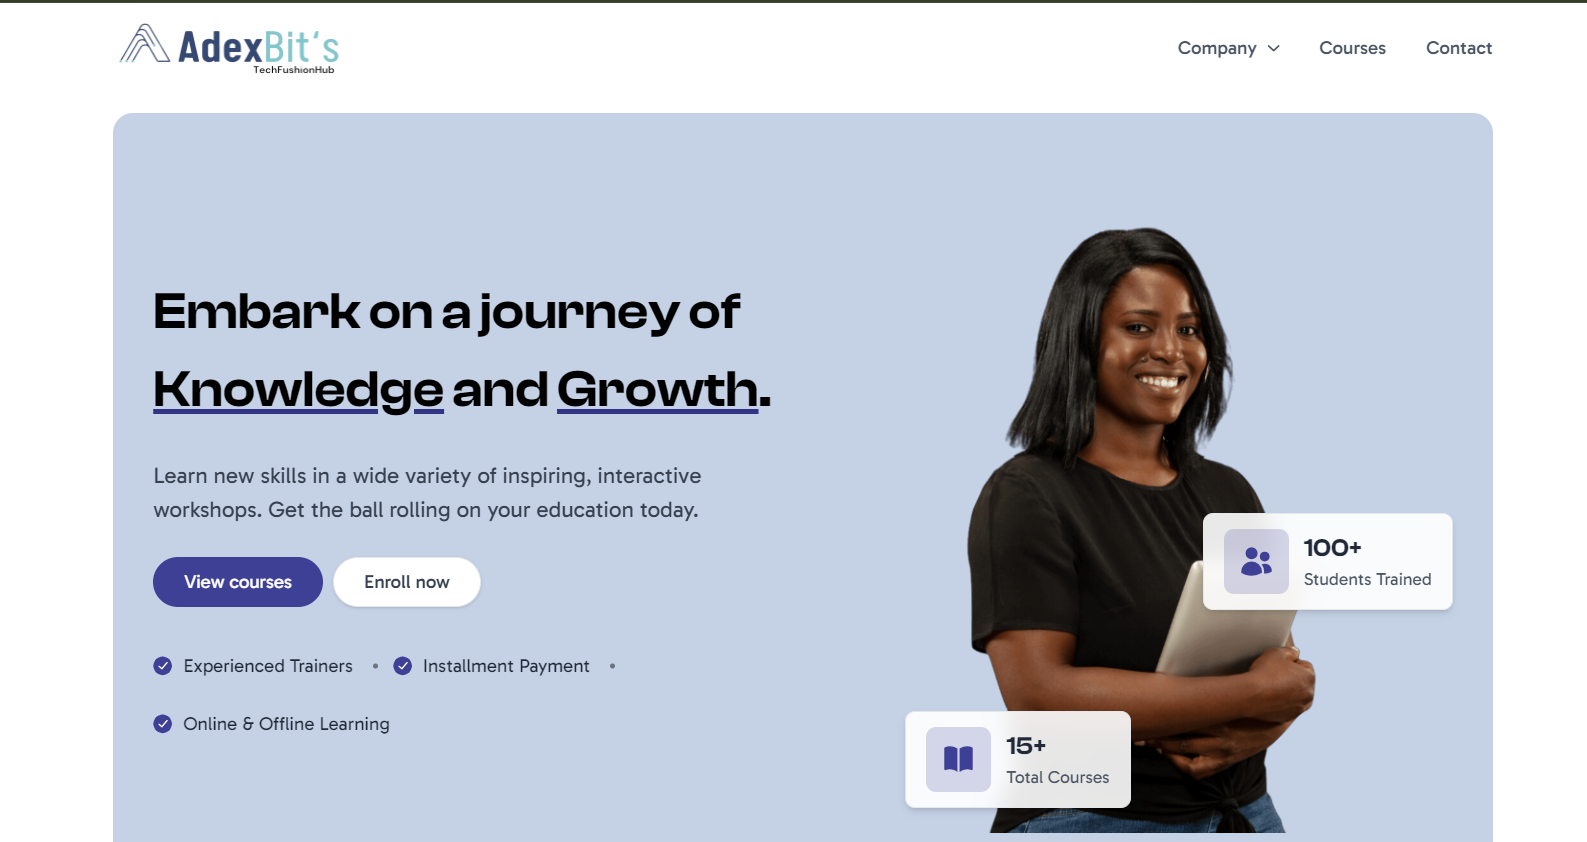 AdexBit's
TechFushionHub
Company
Courses
Contact
Embark on a journey of
Knowledge and Growth.
Learn new skills in a wide variety of inspiring, interactive
workshops. Get the ball rolling on your education today.
View courses
Enroll now
Experienced Trainers • Installment Payment •
Online & Offline Learning
100+
Students Trained
15+
Total Courses